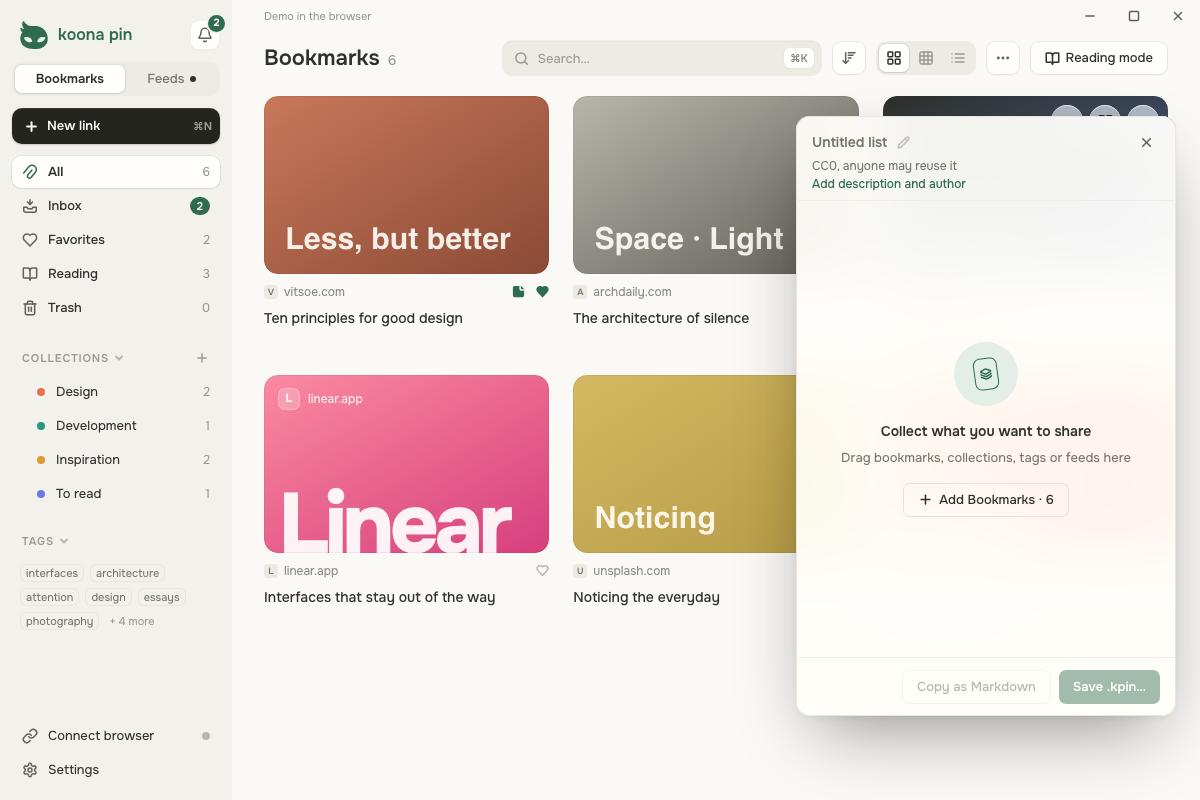 Demo in the browser
koona pin
2
Bookmarks
Feeds
New link
⌘N
All
6
Inbox
2
Favorites
2
Reading
3
Trash
0
COLLECTIONS
Design
2
Development
1
Inspiration
2
To read
1
TAGS
interfaces
architecture
attention
design
essays
photography
+ 4 more
Connect browser
Settings
Bookmarks 6
Search...
⌘K
Reading mode
Less, but better
V
vitsoe.com
Ten principles for good design
Space · Light
A
archdaily.com
The architecture of silence
L
linear.app
Linear
L
linear.app
Interfaces that stay out of the way
Noticing
U
unsplash.com
Noticing the everyday
Untitled list
CC0, anyone may reuse it
Add description and author
Collect what you want to share
Drag bookmarks, collections, tags or feeds here
Add Bookmarks · 6
Copy as Markdown
Save .kpin...